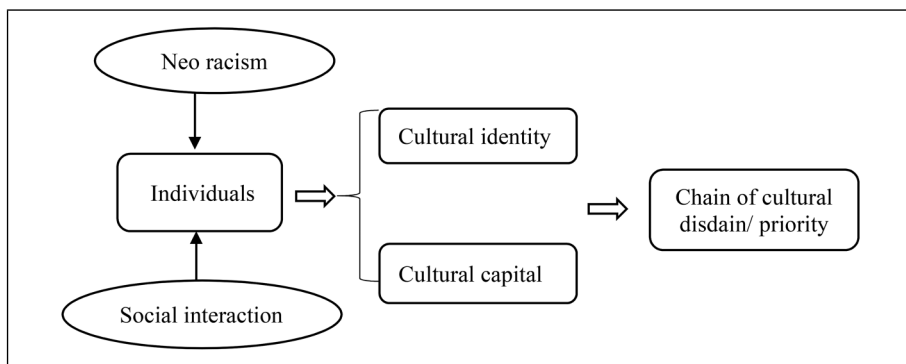 Neo racism
Cultural identity
Individuals
Chain of cultural
disdain/ priority
Cultural capital
Social interaction